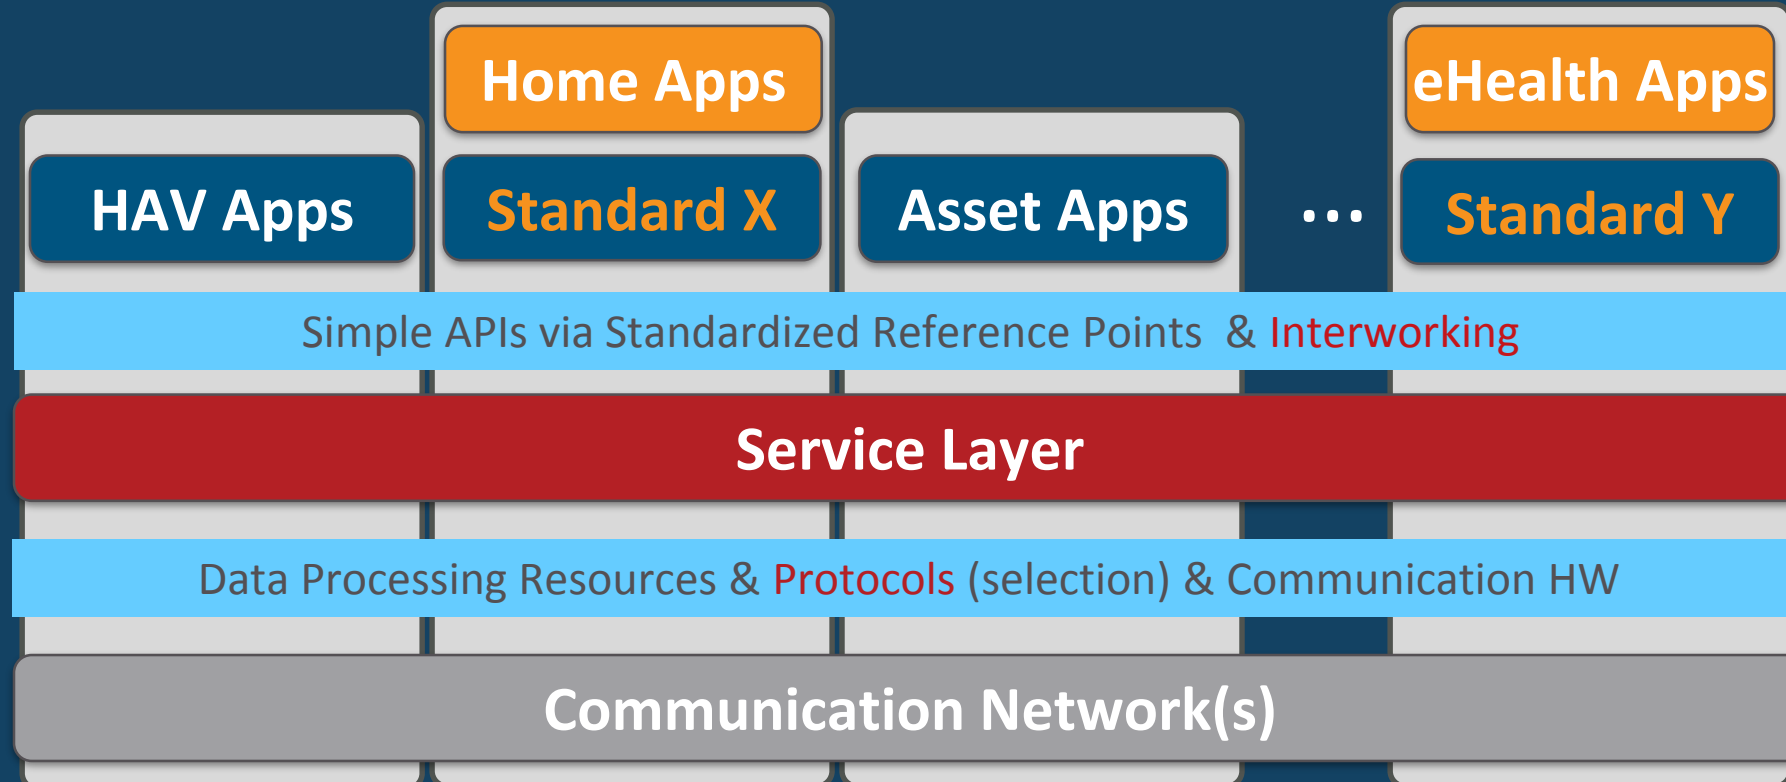 Home Apps
eHealth Apps
HAV Apps
Standard X
Asset Apps
...
Standard Y
Simple APIs via Standardized Reference Points & Interworking
Service Layer
Data Processing Resources & Protocols (selection) & Communication HW
Communication Network(s)